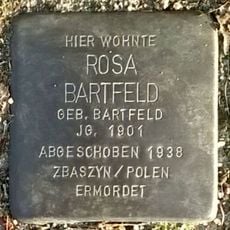 HIER WOHNTE
ROSA
BARTFELD
GEB. BARTFELD
JG. 1901
ABGESCHOBEN 1938
ZBASZYN/POLEN
ERMORDET